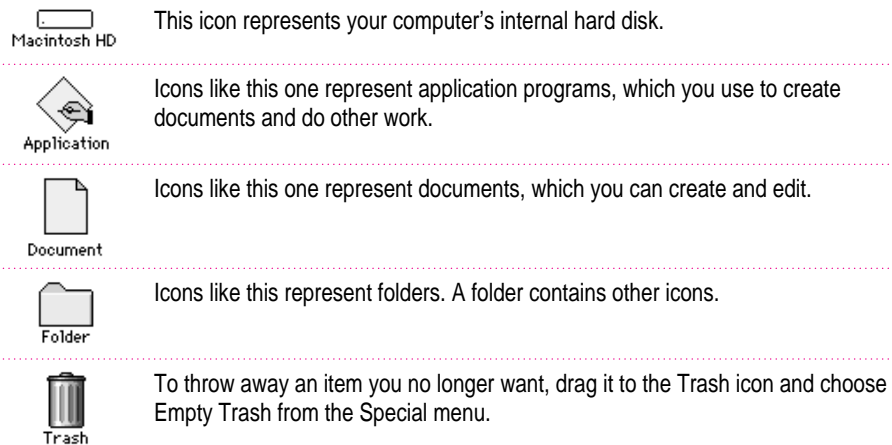 Macintosh HD
This icon represents your computer’s internal hard disk.
Application
Icons like this one represent application programs, which you use to create
documents and do other work.
Document
Icons like this one represent documents, which you can create and edit.
Folder
Icons like this represent folders. A folder contains other icons.
Trash
To throw away an item you no longer want, drag it to the Trash icon and choose
Empty Trash from the Special menu.